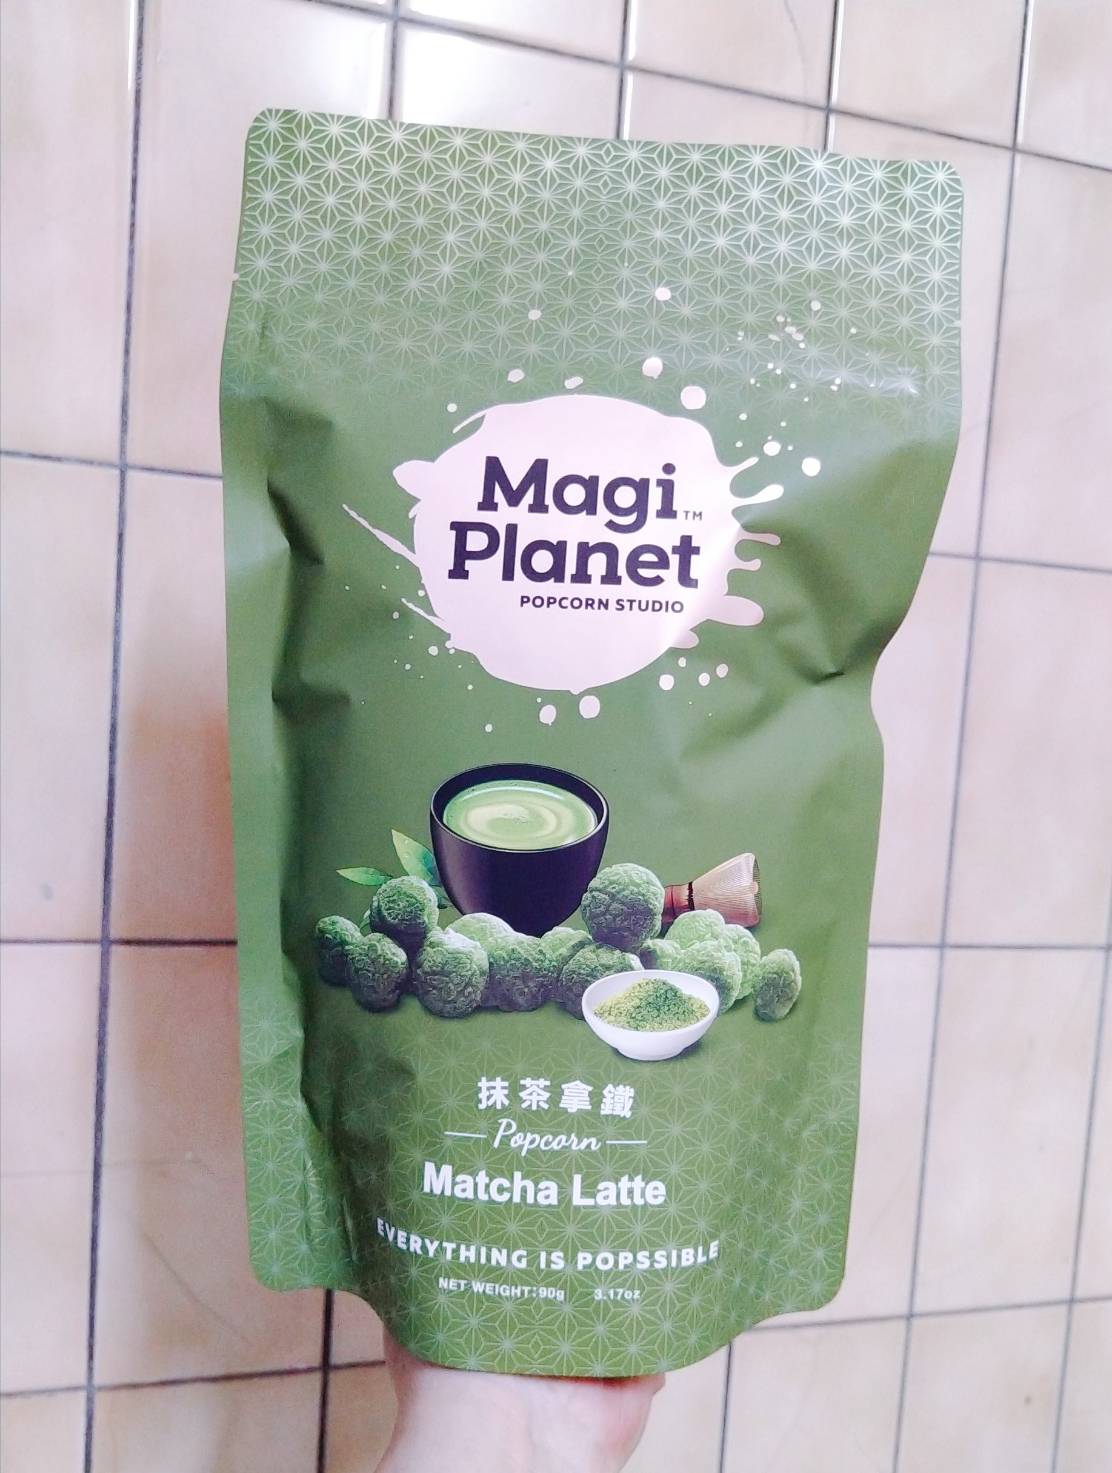 Magi™
Planet
POPCORN STUDIO
抹茶拿鐵
Popcorn
Matcha Latte
EVERYTHING IS POPSSIBLE
NET WEIGHT:90g 3.17oz